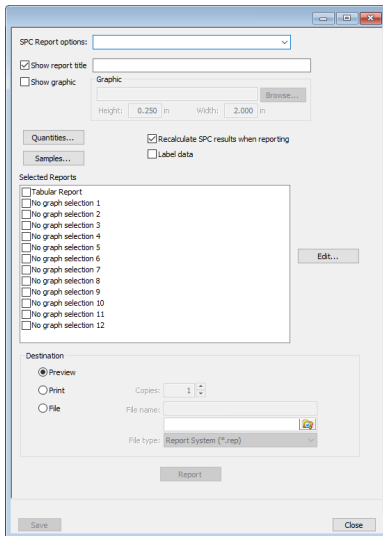 SPC Report options:
Show report title
Show graphic
Graphic
Browse...
Height: 0.250 in Width: 2.000 in
Quantities...
Recalculate SPC results when reporting
Samples...
Label data
Selected Reports
Tabular Report
No graph selection 1
No graph selection 2
No graph selection 3
No graph selection 4
No graph selection 5
No graph selection 6
No graph selection 7
No graph selection 8
No graph selection 9
No graph selection 10
No graph selection 11
No graph selection 12
Edit...
Destination
Preview
Print Copies: 1
File File name:
File type: Report System (*.rep)
Report
Save Close